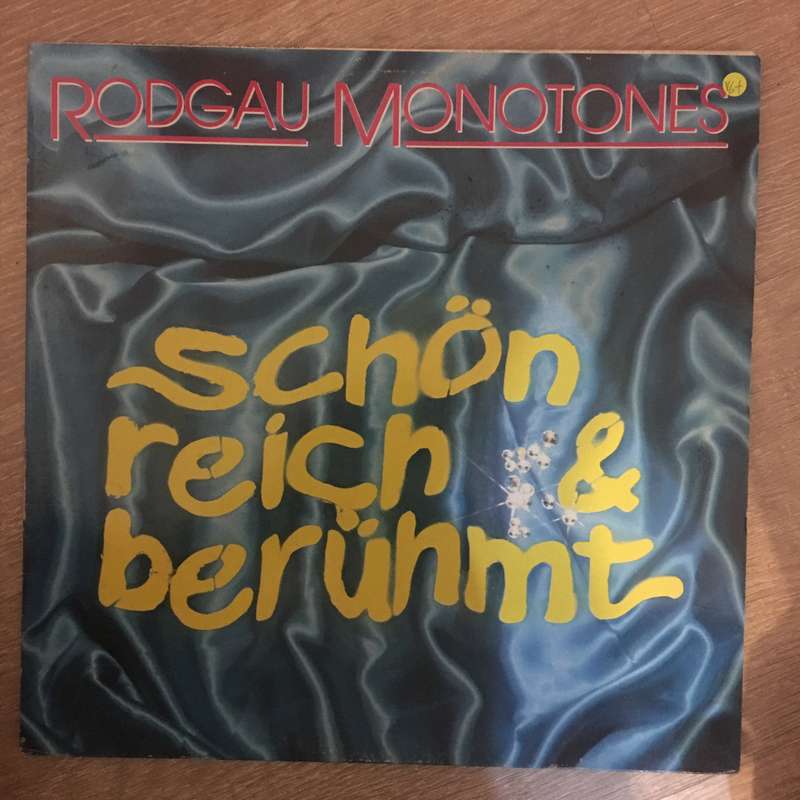 RODGAU MONOTONES
schön
reich &
berühmt